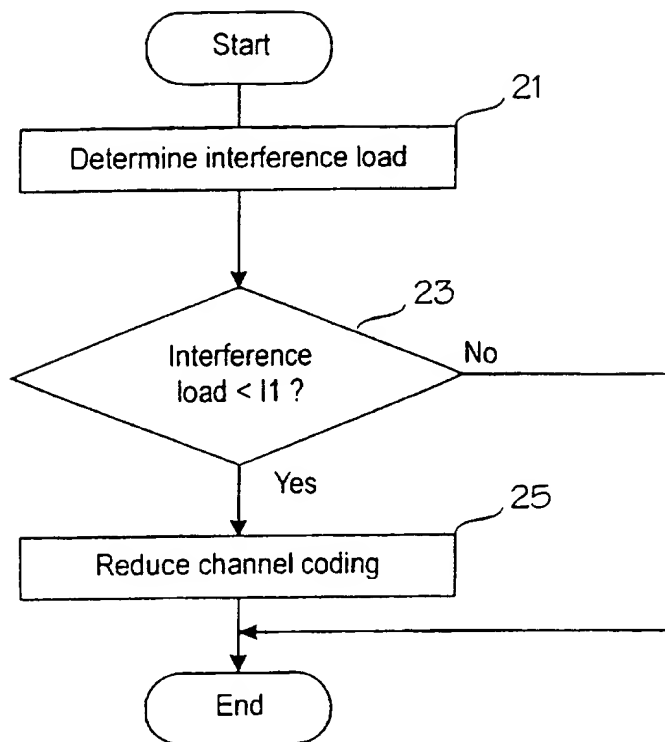 Start
21
Determine interference load
23
Interference
load < I1 ?
No
Yes
25
Reduce channel coding
End